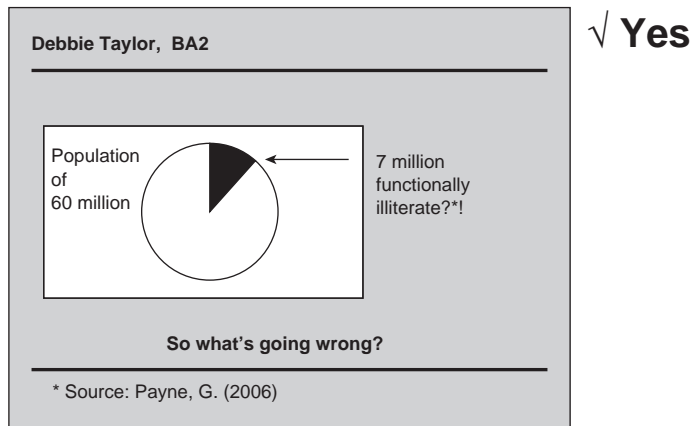 Debbie Taylor, BA2
√ Yes
Population
of
60 million
7 million
functionally
illiterate?*!
So what's going wrong?
* Source: Payne, G. (2006)